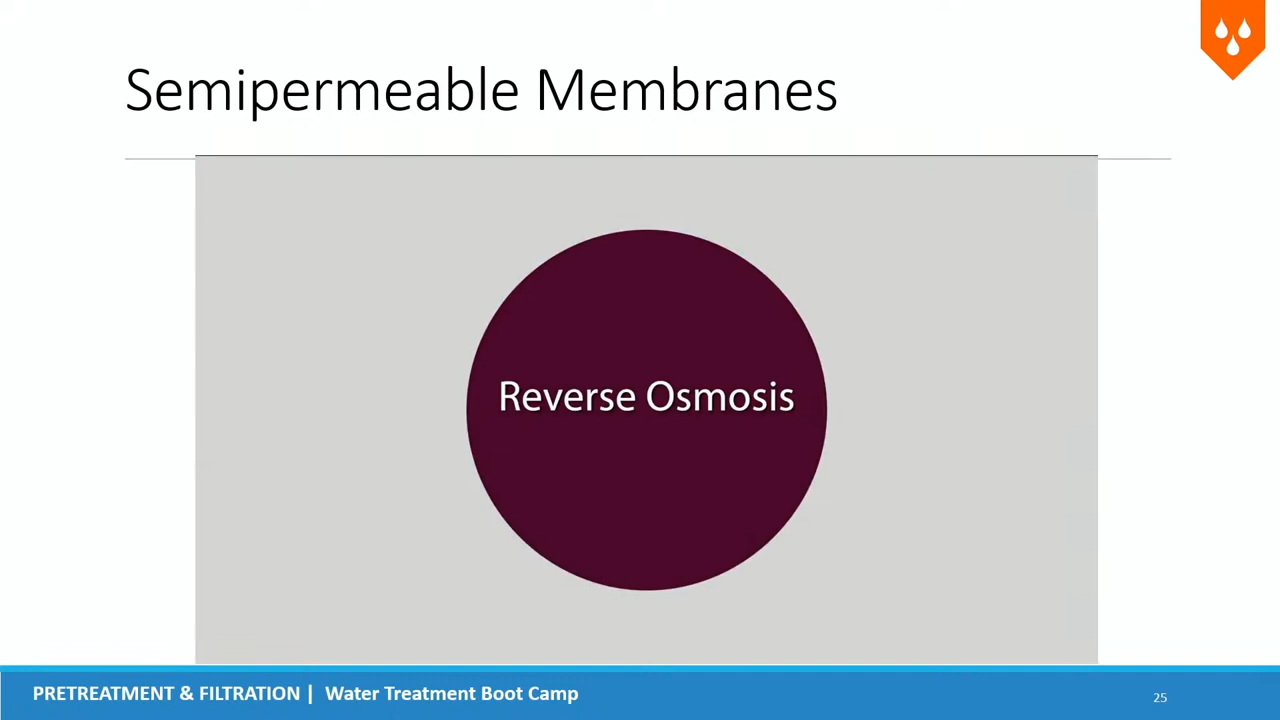 Semipermeable Membranes
Reverse Osmosis
PRETREATMENT & FILTRATION | Water Treatment Boot Camp
25